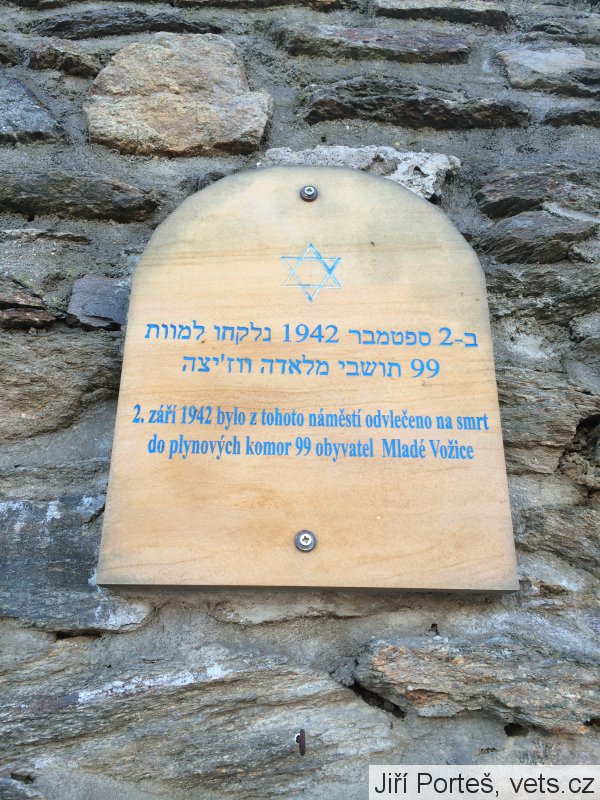 ב-2 ספטמבר 1942 נלקחו למוות
99 תושבי מלאדה ווז'יצה
2. září 1942 bylo z tohoto náměstí odvlečeno na smrt
do plynových komor 99 obyvatel Mladé Vožice
Jiří Porteš, vets.cz